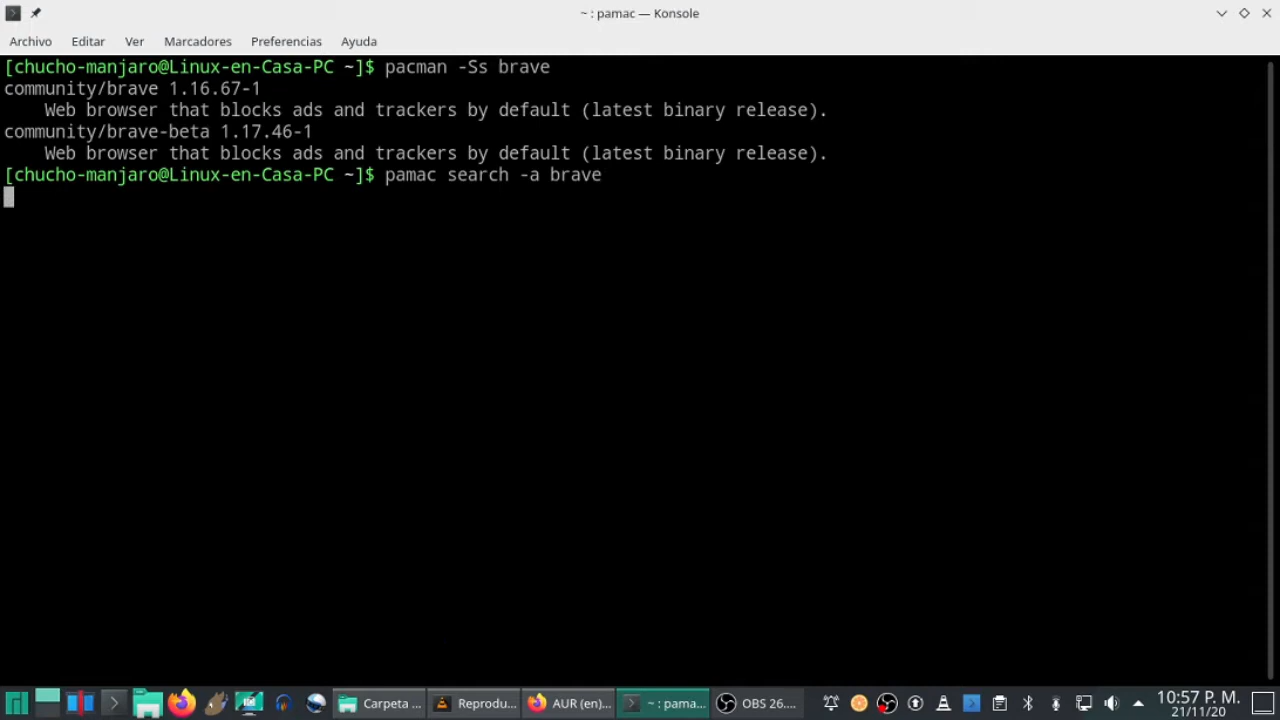 ~ : pamac — Konsole
Archivo Editar Ver Marcadores Preferencias Ayuda
[chucho-manjaro@Linux-en-Casa-PC ~]$ pacman -Ss brave
community/brave 1.16.67-1
Web browser that blocks ads and trackers by default (latest binary release).
community/brave-beta 1.17.46-1
Web browser that blocks ads and trackers by default (latest binary release).
[chucho-manjaro@Linux-en-Casa-PC ~]$ pamac search -a brave
Carpeta ... Reprodu... AUR (en)... ~ : pama... OBS 26.... 10:57 P. M.
21/11/20